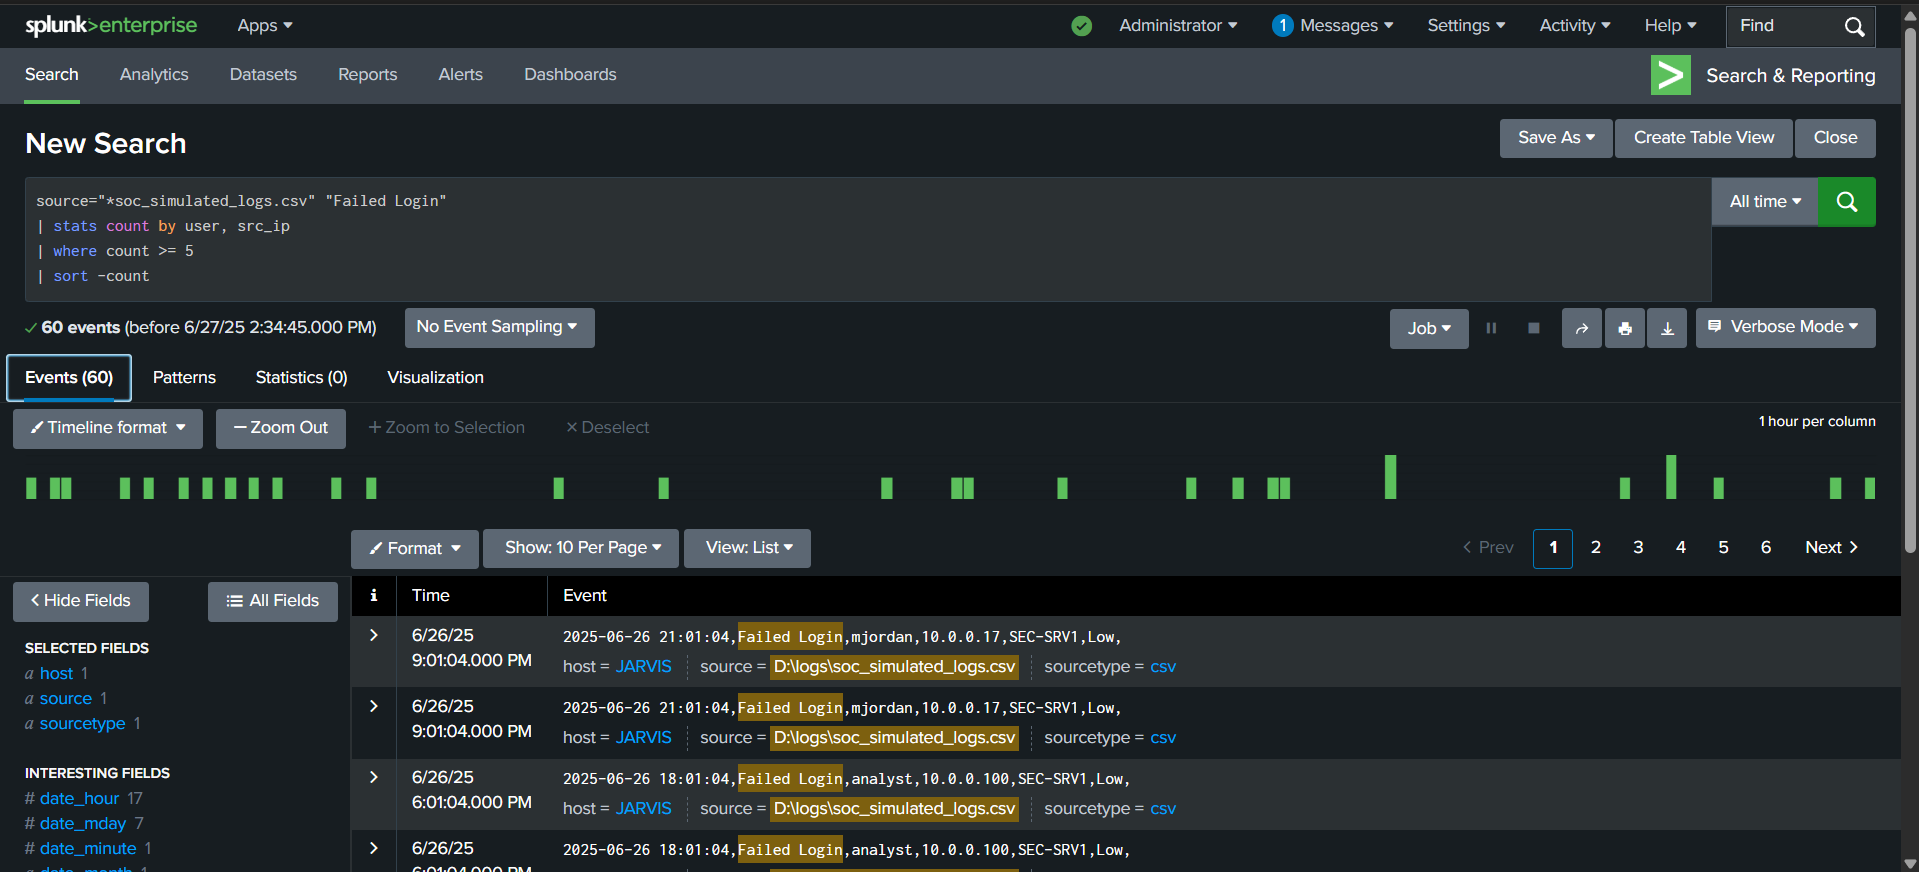 splunk>enterprise Apps Administrator 1 Messages Settings Activity Help Find
Search Analytics Datasets Reports Alerts Dashboards > Search & Reporting
New Search Save As Create Table View Close
source="*soc_simulated_logs.csv" "Failed Login" All time
| stats count by user, src_ip
| where count >= 5
| sort -count
60 events (before 6/27/25 2:34:45.000 PM) No Event Sampling Job Verbose Mode
Events (60) Patterns Statistics (0) Visualization
Timeline format — Zoom Out + Zoom to Selection × Deselect 1 hour per column
Format Show: 10 Per Page View: List < Prev 1 2 3 4 5 6 Next >
< Hide Fields All Fields i Time Event
SELECTED FIELDS
a host 1
a source 1
a sourcetype 1
INTERESTING FIELDS
# date_hour 17
# date_mday 7
# date_minute 1
a date_month 1
> 6/26/25 2025-06-26 21:01:04,Failed Login,mjordan,10.0.0.17,SEC-SRV1,Low,
9:01:04.000 PM host = JARVIS source = D:\logs\soc_simulated_logs.csv sourcetype = csv
> 6/26/25 2025-06-26 21:01:04,Failed Login,mjordan,10.0.0.17,SEC-SRV1,Low,
9:01:04.000 PM host = JARVIS source = D:\logs\soc_simulated_logs.csv sourcetype = csv
> 6/26/25 2025-06-26 18:01:04,Failed Login,analyst,10.0.0.100,SEC-SRV1,Low,
6:01:04.000 PM host = JARVIS source = D:\logs\soc_simulated_logs.csv sourcetype = csv
> 6/26/25 2025-06-26 18:01:04,Failed Login,analyst,10.0.0.100,SEC-SRV1,Low,
6:01:04.000 PM